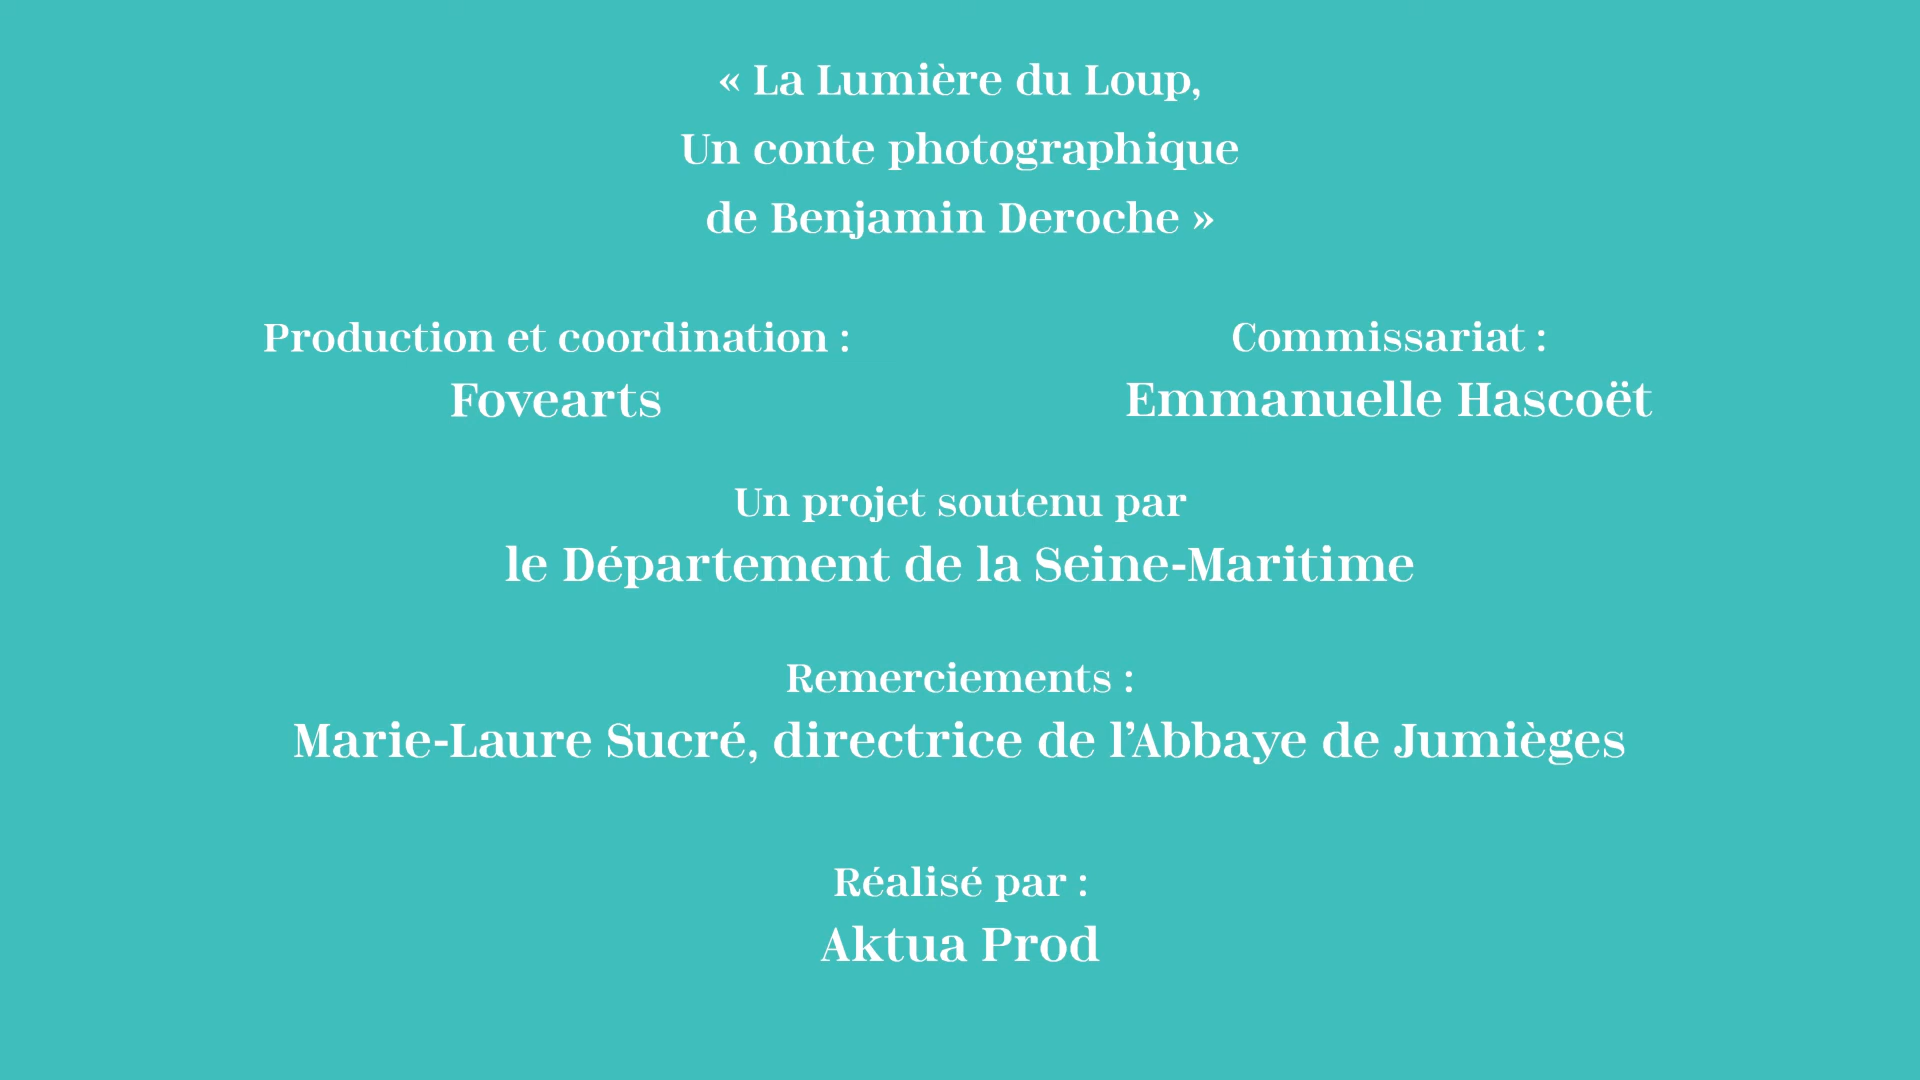 « La Lumière du Loup,
Un conte photographique
de Benjamin Deroche »
Production et coordination :
Fovearts
Commissariat :
Emmanuelle Hascoët
Un projet soutenu par
le Département de la Seine-Maritime
Remerciements :
Marie-Laure Sucré, directrice de l’Abbaye de Jumièges
Réalisé par :
Aktua Prod